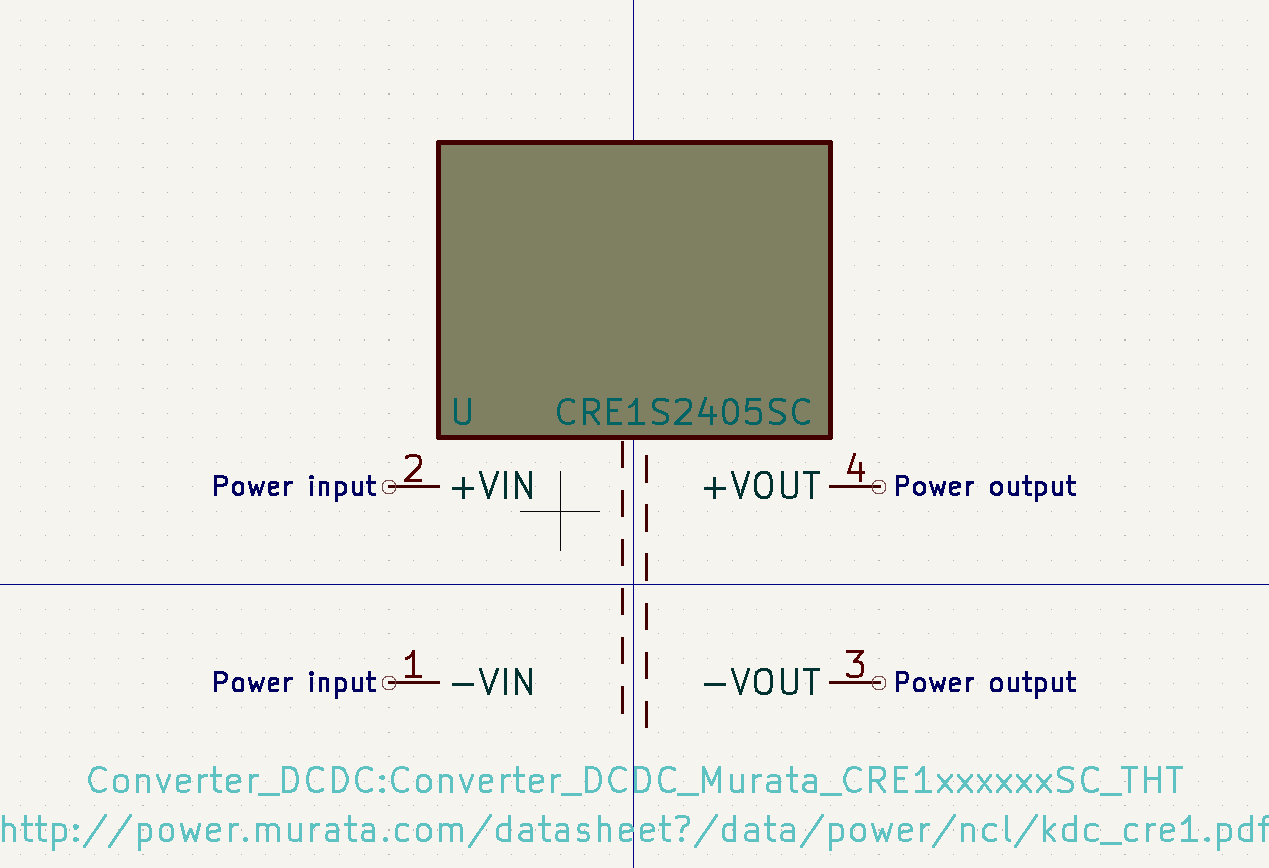 U CRE1S2405SC
Power input 2 +VIN +VOUT 4 Power output
Power input 1 −VIN −VOUT 3 Power output
Converter_DCDC:Converter_DCDC_Murata_CRE1xxxxxxSC_THT
http://power.murata.com/datasheet?/data/power/ncl/kdc_cre1.pdf